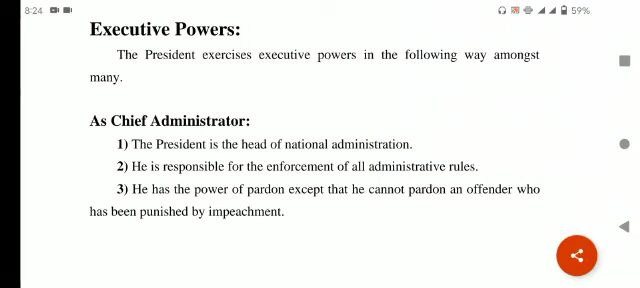 8:24
59%
Executive Powers:
The President exercises executive powers in the following way amongst
many.
As Chief Administrator:
1) The President is the head of national administration.
2) He is responsible for the enforcement of all administrative rules.
3) He has the power of pardon except that he cannot pardon an offender who
has been punished by impeachment.